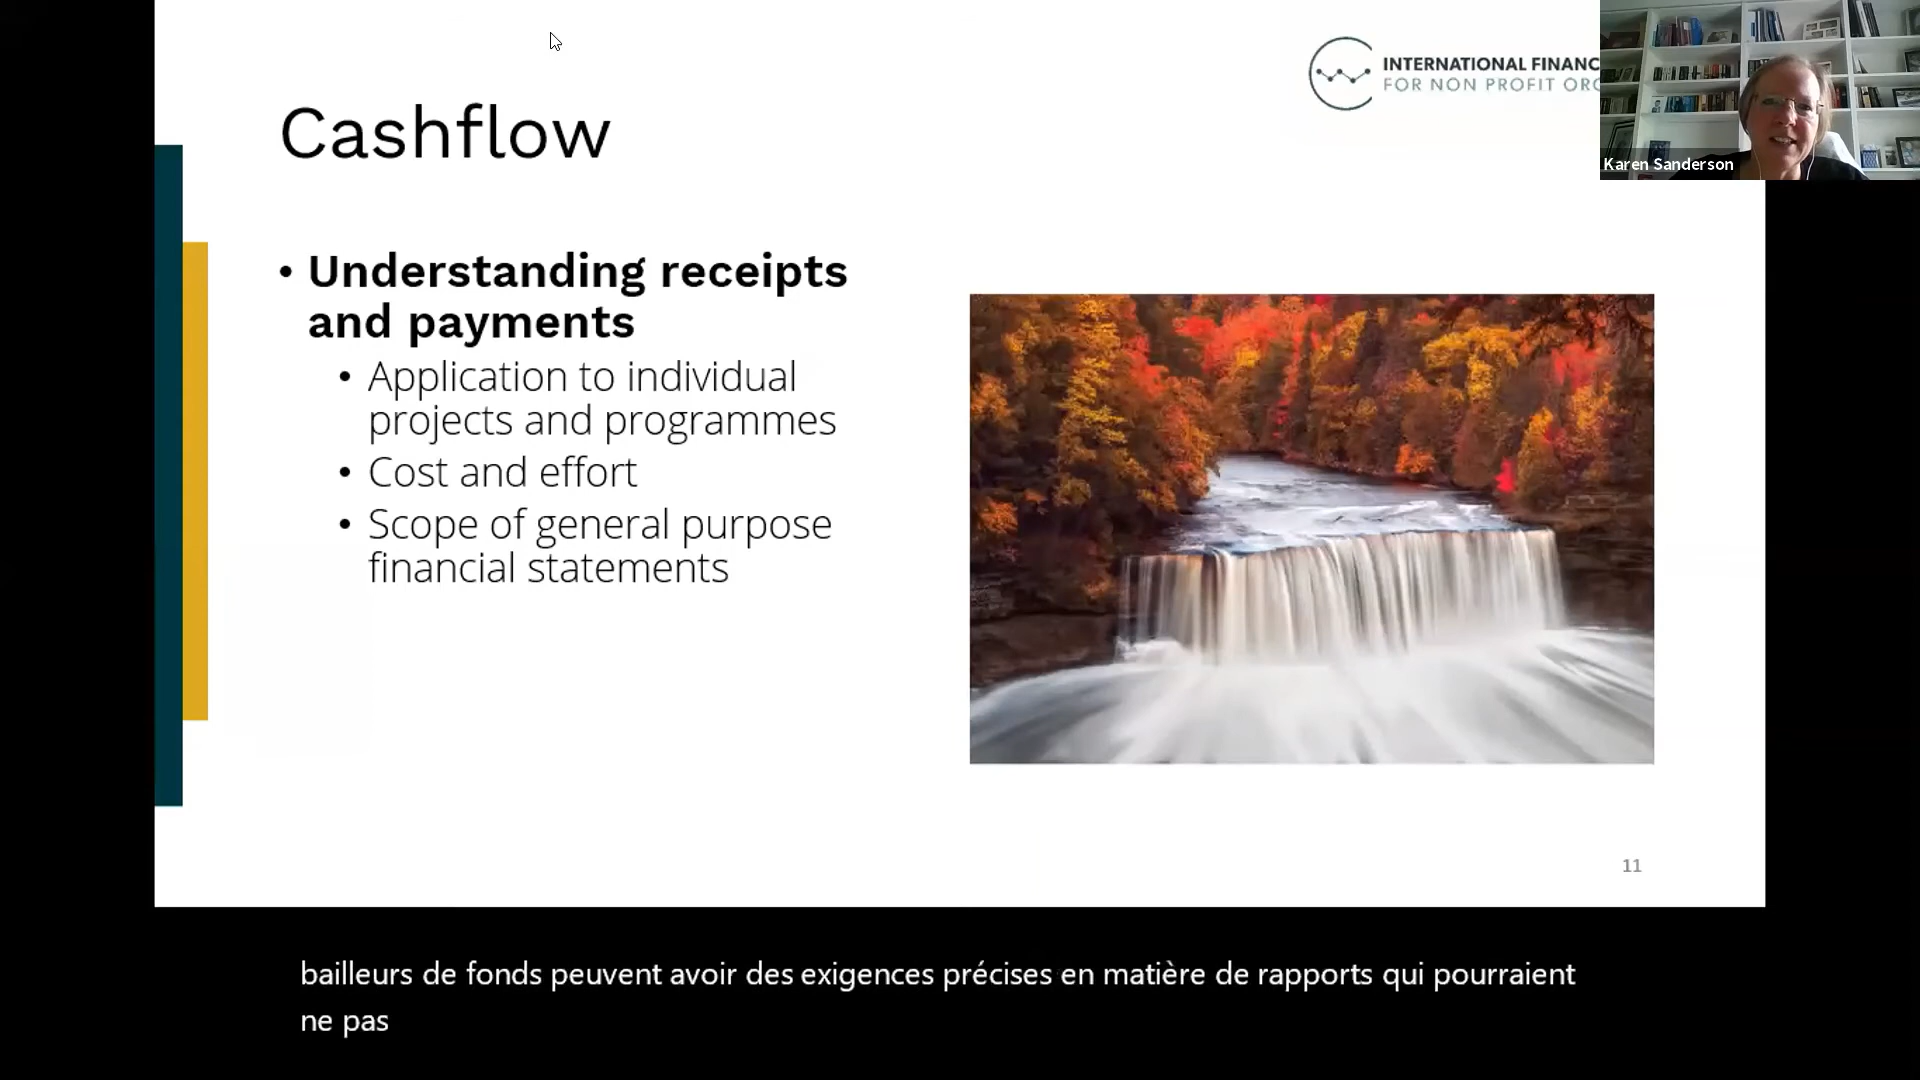 INTERNATIONAL FINANC
FOR NON PROFIT ORG
Karen Sanderson
Cashflow
• Understanding receipts
and payments
• Application to individual
projects and programmes
• Cost and effort
• Scope of general purpose
financial statements
11
bailleurs de fonds peuvent avoir des exigences précises en matière de rapports qui pourraient
ne pas